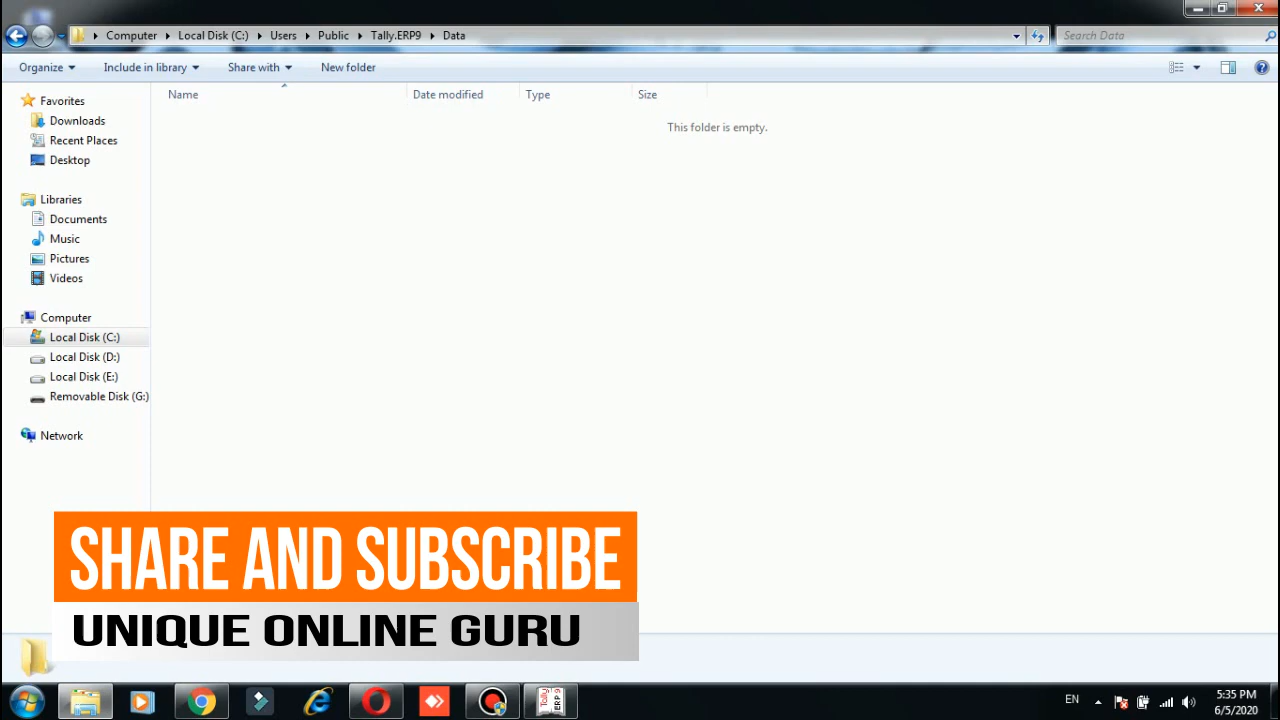 Computer Local Disk (C:) Users Public Tally.ERP9 Data Search Data
Organize Include in library Share with New folder
Name Date modified Type Size
This folder is empty.
Favorites
Downloads
Recent Places
Desktop
Libraries
Documents
Music
Pictures
Videos
Computer
Local Disk (C:)
Local Disk (D:)
Local Disk (E:)
Removable Disk (G:)
Network
SHARE AND SUBSCRIBE
UNIQUE ONLINE GURU
Tally
ERP 9
EN
5:35 PM
6/5/2020